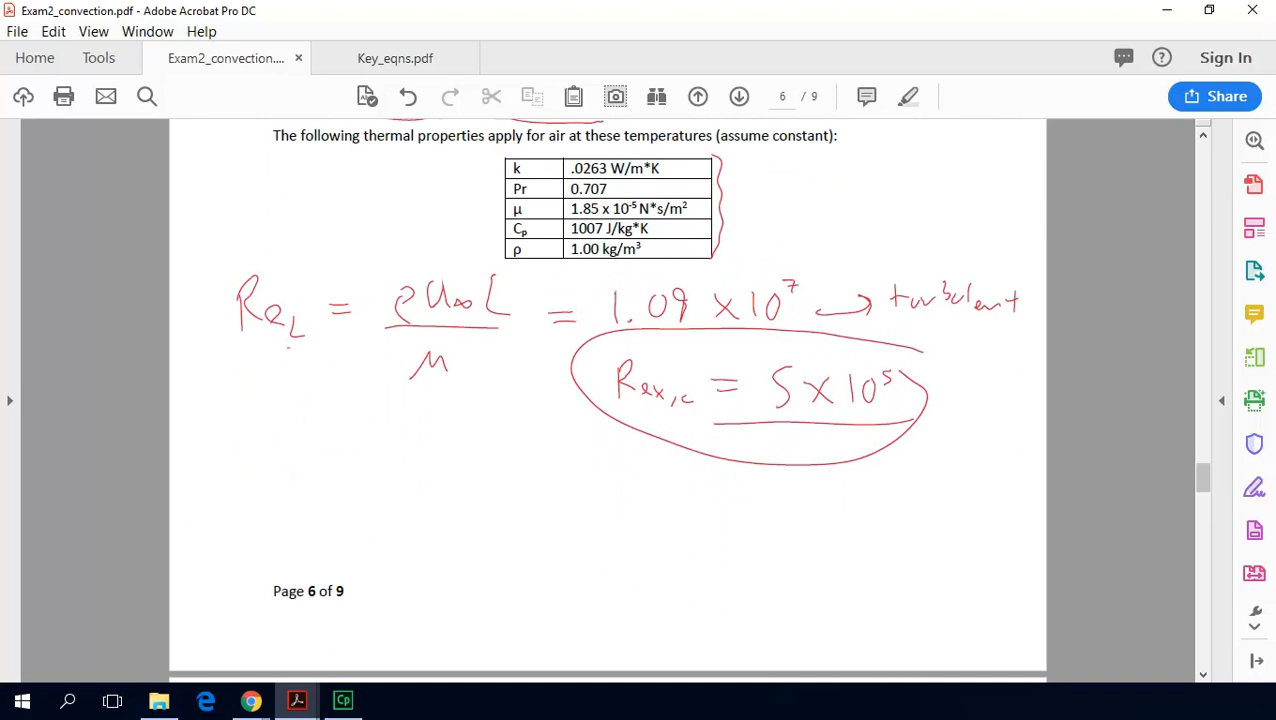 Exam2_convection.pdf - Adobe Acrobat Pro DC
File Edit View Window Help
Home Tools Exam2_convection.... × Key_eqns.pdf Sign In
6 / 9 Share
The following thermal properties apply for air at these temperatures (assume constant):
k .0263 W/m*K
Pr 0.707
μ 1.85 x 10⁻⁵ N*s/m²
Cₚ 1007 J/kg*K
ρ 1.00 kg/m³
Re_L = ρU∞L / μ = 1.09 × 10⁷ → turbulent
Re_x,c = 5 × 10⁵
Page 6 of 9
Cp